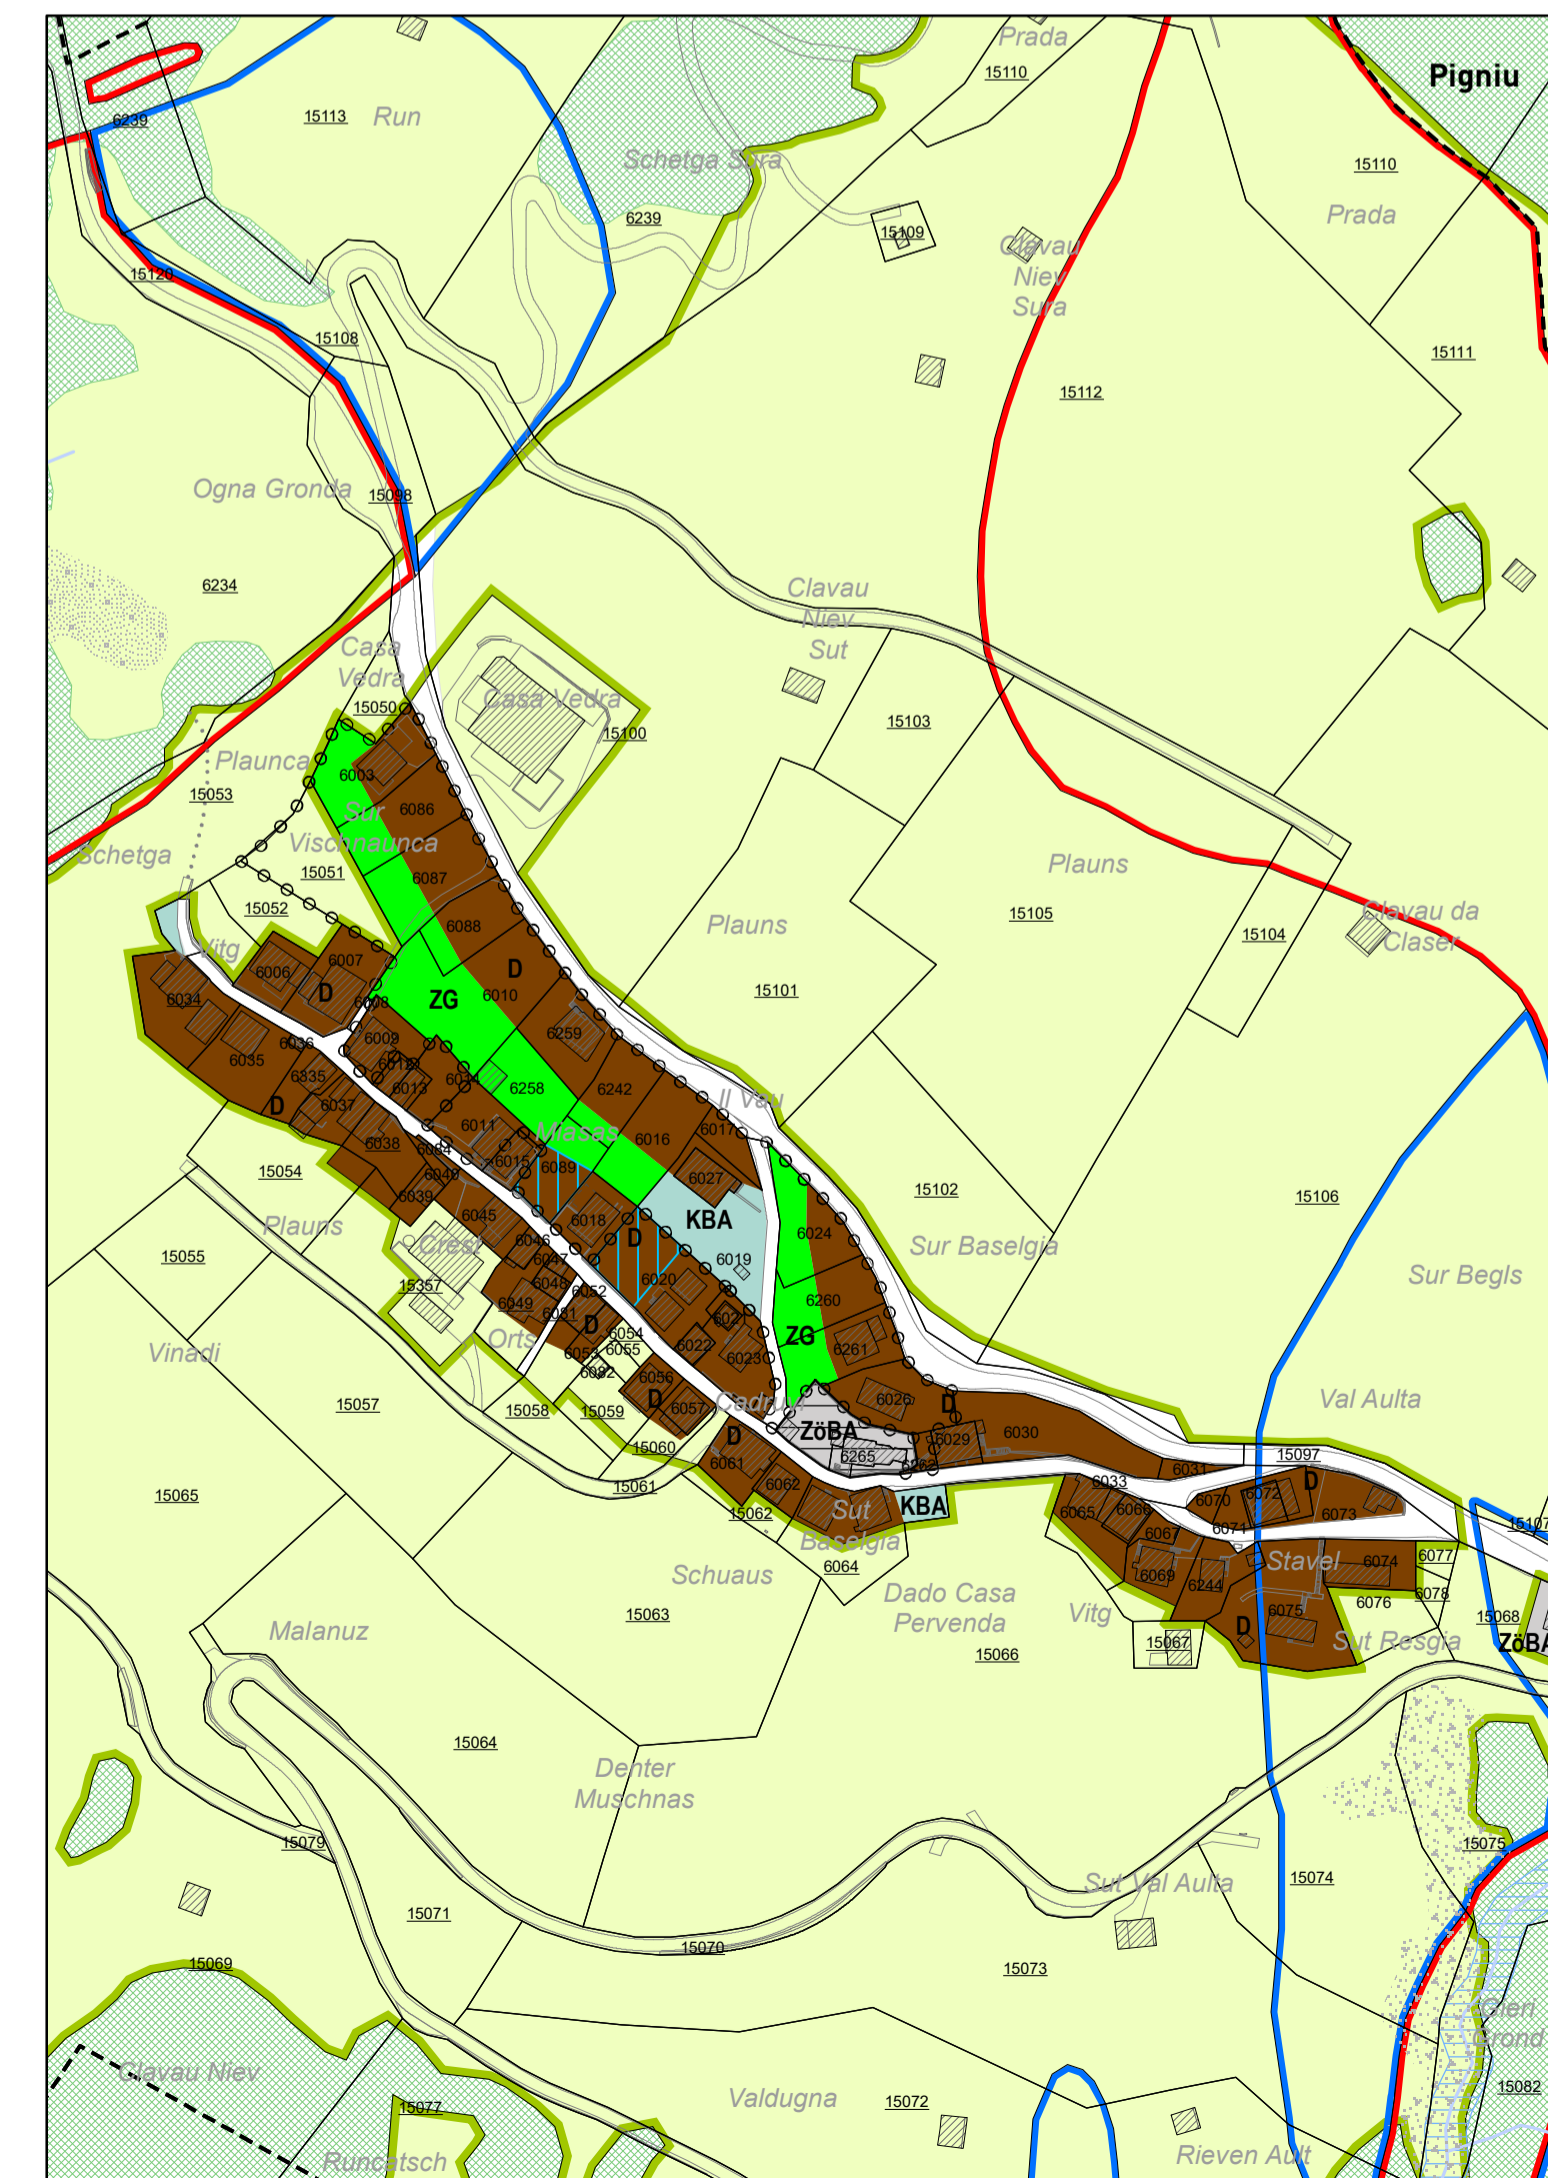 Prada
15110
Pigniu
15113
Run
6239
Schetga Sura
15110
Prada
6239
15109
Clavau
Niev
Sura
15120
15108
15111
15112
Ogna Gronda
15098
6234
Clavau
Niev
Sut
Casa
Vedra
Casa Vedra
15050
15100
15103
Plaunca
6003
15053
Sur
Vischnaunca
6086
Schetga
15051
6087
Plauns
15052
6088
Plauns
15105
15104
Clavau da
Claser
Vitg
6006
6007
D
D
6010
ZG
15101
6034
6008
6259
6009
6036
6035
6012
6335
6013
6014
6258
6242
Il Vau
D
6037
6011
Miasas
6017
6038
6084
6016
6015
6089
15054
6040
6027
15102
15106
6039
KBA
Plauns
6045
6018
6024
Crest
D
Sur Baselgia
15055
6046
6019
6047
Sur Begls
15357
6048
6020
6052
6260
6049
6081
6021
Orts
D
6054
ZG
Vinadi
6055
6022
6023
6261
6053
6082
6056
15057
D
6057
Cadruvi
6026
D
Val Aulta
15058
15059
ZöBA
D
6029
6030
15060
6265
6262
6061
6031
15097
15065
15061
6062
6033
D
6072
KBA
6070
15062
Sut
Baselgia
6065
6066
6073
15107
6067
6071
6064
Stavel
6077
Schuaus
6069
6074
Dado Casa
Pervenda
6244
6078
6076
15063
Vitg
6075
15068
Malanuz
D
15067
Sut Resgia
ZöBA
15066
15064
Denter
Muschnas
15079
15075
Sut Val Aulta
15074
15071
15070
15069
15073
Gieri
Grond
Clavau Niev
15082
Valdugna
15072
15077
Runcatsch
Rieven Ault